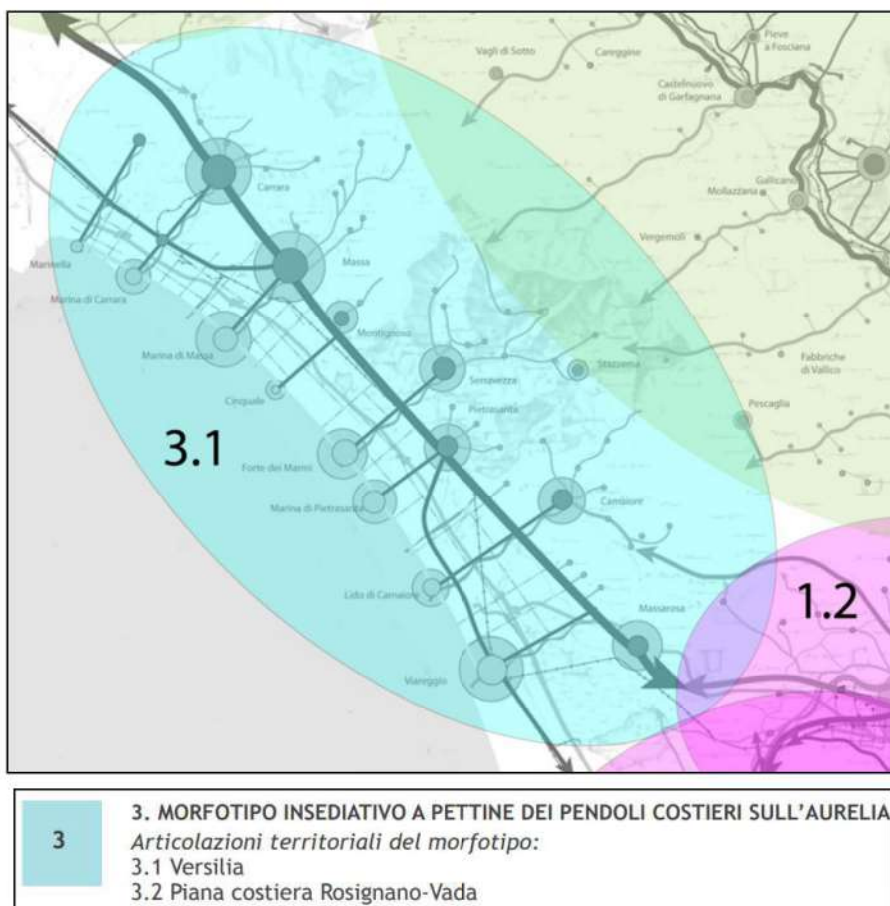 Vagli di Sotto
Careggine
Pieve
a Fosciana
Castelnuovo
di Garfagnana
Carrara
Gallicano
Mollazzana
Vergemoli
Marinella
Massa
Marina di Carrara
Montignoso
Marina di Massa
Fabbriche
di Vallico
Stazzema
Seravezza
Cinquale
Pescaglia
Pietrasanta
3.1
Forte dei Marmi
Marina di Pietrasanta
Camaiore
Lido di Camaiore
1.2
Massarosa
Viareggio
3
3. MORFOTIPO INSEDIATIVO A PETTINE DEI PENDOLI COSTIERI SULL'AURELIA
Articolazioni territoriali del morfotipo:
3.1 Versilia
3.2 Piana costiera Rosignano-Vada